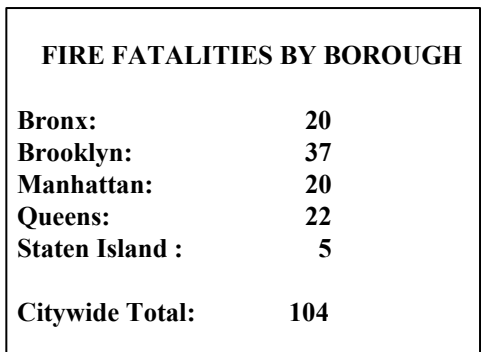 FIRE FATALITIES BY BOROUGH
Bronx: 20
Brooklyn: 37
Manhattan: 20
Queens: 22
Staten Island : 5
Citywide Total: 104